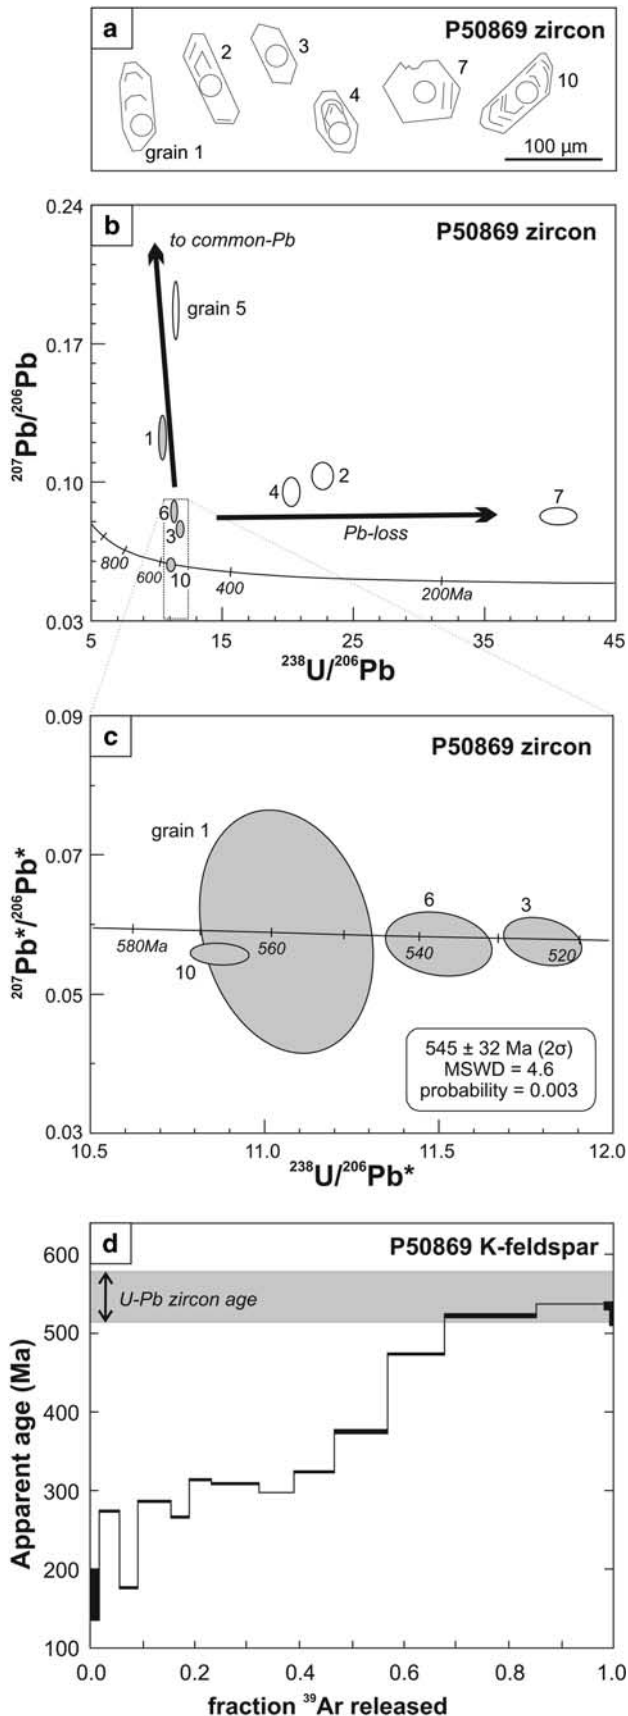 a
P50869 zircon
grain 1
2
3
4
7
10
100 µm
b
P50869 zircon
to common-Pb
grain 5
1
6
3
10
4
2
7
Pb-loss
800
600
400
200Ma
0.24
0.17
0.10
0.03
207Pb/206Pb
5 15 25 35 45
238U/206Pb
c
P50869 zircon
grain 1
6
3
10
580Ma
560
540
520
545 ± 32 Ma (2σ)
MSWD = 4.6
probability = 0.003
0.09
0.07
0.05
0.03
207Pb*/206Pb*
10.5 11.0 11.5 12.0
238U/206Pb*
d
P50869 K-feldspar
U-Pb zircon age
600
500
400
300
200
100
Apparent age (Ma)
0.0 0.2 0.4 0.6 0.8 1.0
fraction 39Ar released